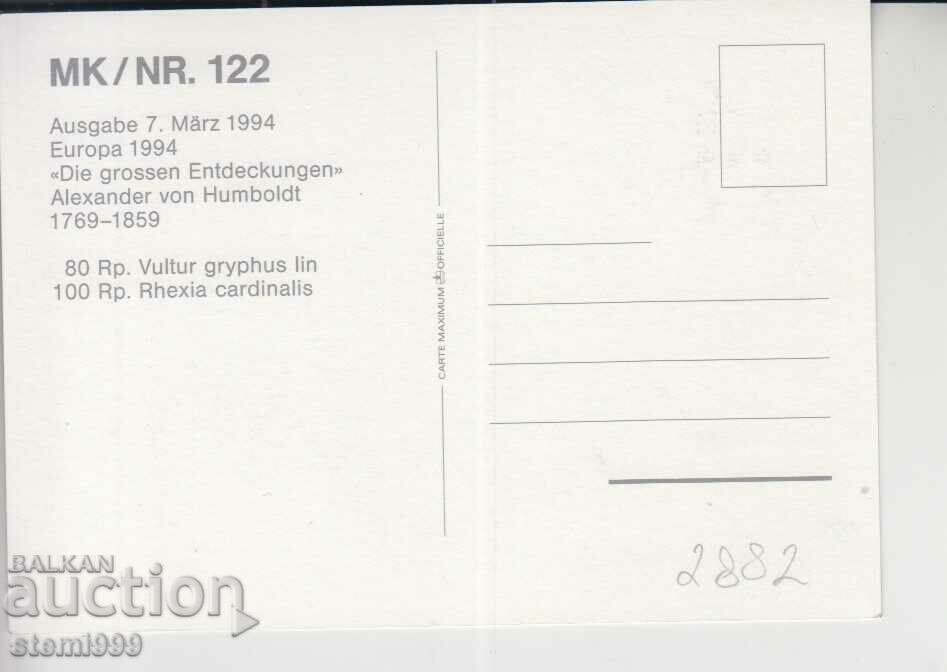 MK/NR. 122
Ausgabe 7. März 1994
Europa 1994
«Die grossen Entdeckungen»
Alexander von Humboldt
1769–1859
80 Rp. Vultur gryphus lin
100 Rp. Rhexia cardinalis
CARTE MAXIMUM OFFICIELLE
2882
BALKAN
auction
stoml999